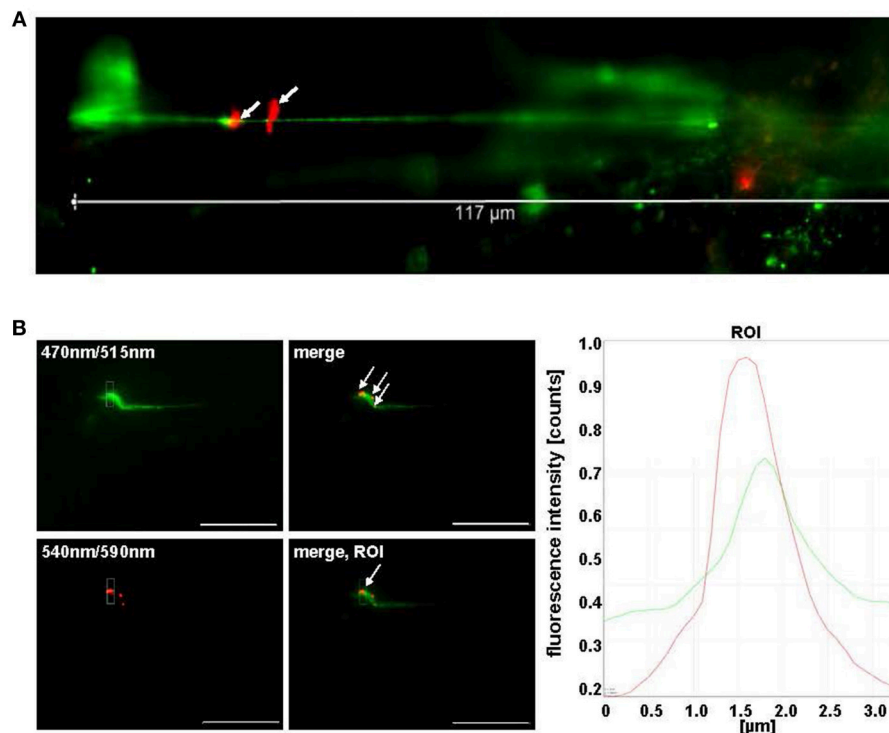 A
117 µm
B
470nm/515nm
merge
540nm/590nm
merge, ROI
ROI
fluorescence intensity [counts]
1.0
0.9
0.8
0.7
0.6
0.5
0.4
0.3
0.2
0 0.5 1.0 1.5 2.0 2.5 3.0
[µm]